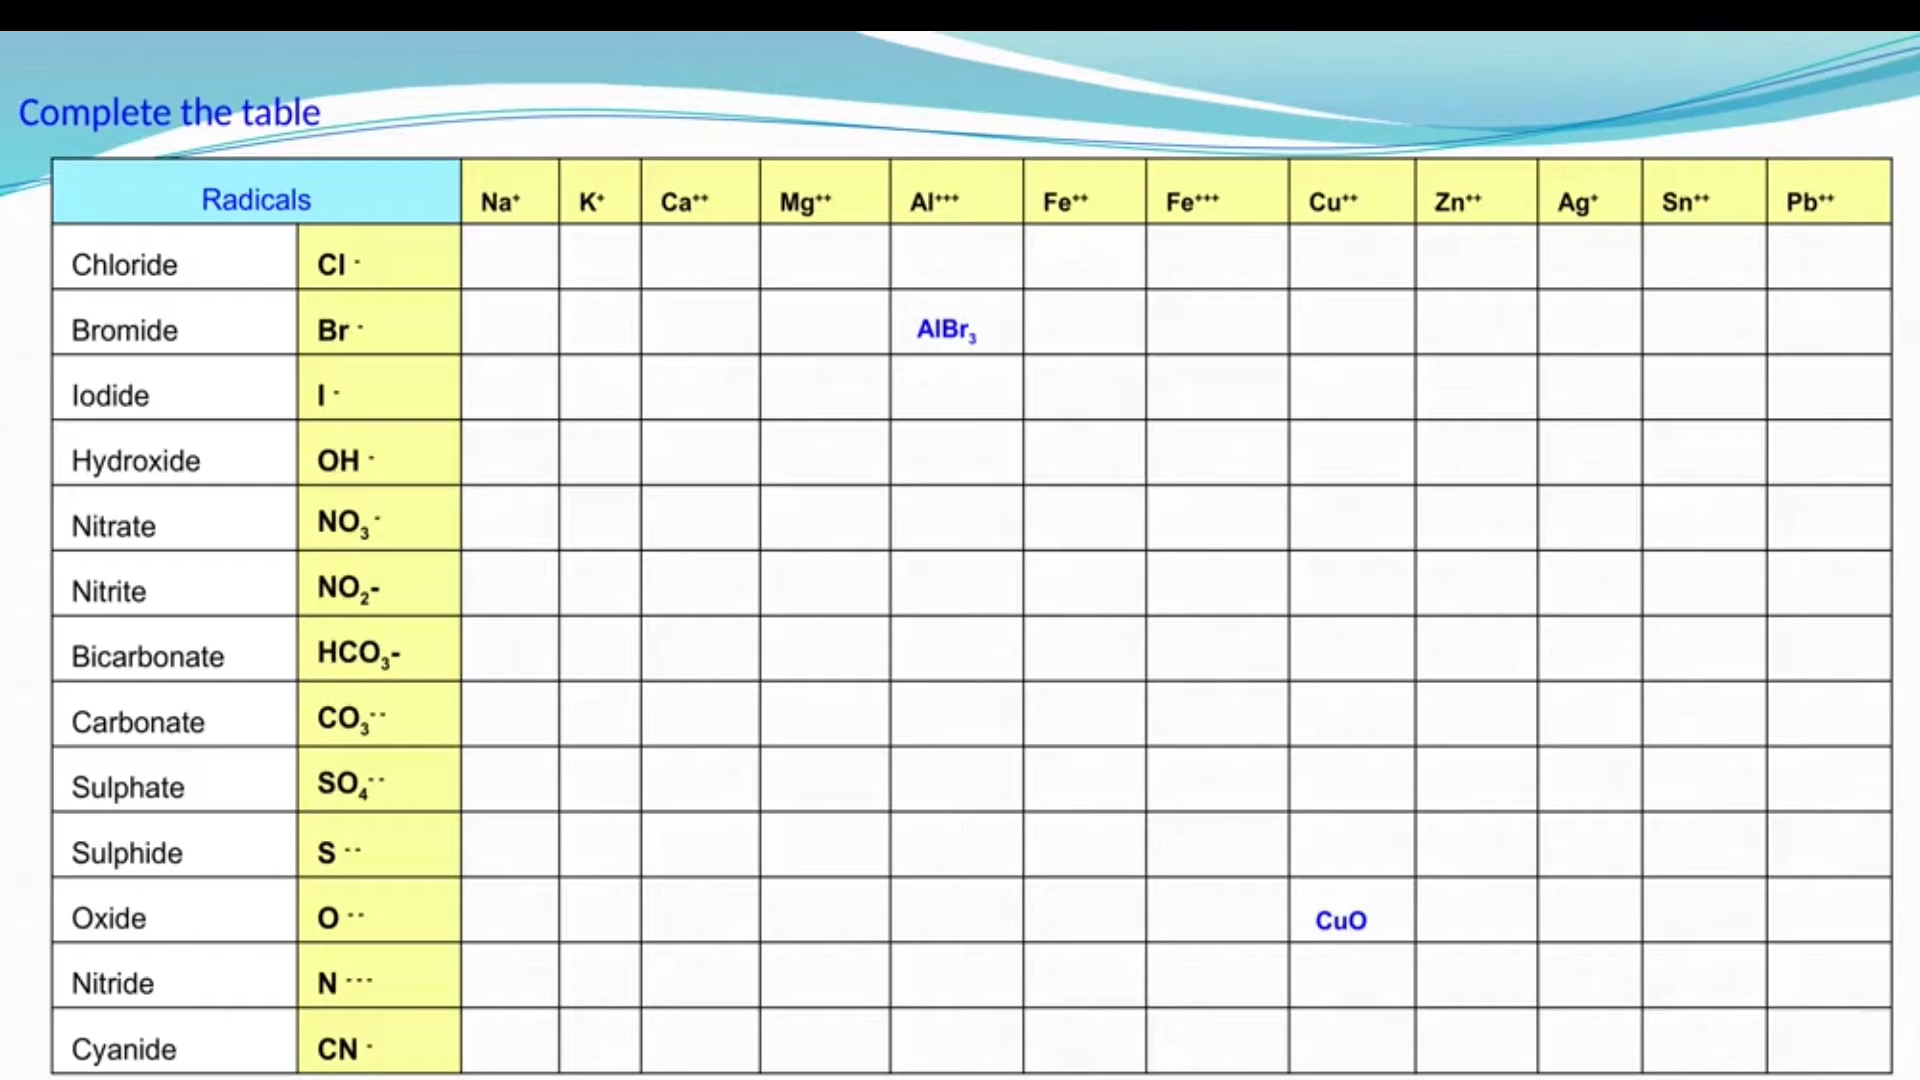 Complete the table
Radicals Na⁺ K⁺ Ca⁺⁺ Mg⁺⁺ Al⁺⁺⁺ Fe⁺⁺ Fe⁺⁺⁺ Cu⁺⁺ Zn⁺⁺ Ag⁺ Sn⁺⁺ Pb⁺⁺
Chloride Cl ⁻
Bromide Br ⁻ AlBr₃
Iodide I ⁻
Hydroxide OH ⁻
Nitrate NO₃⁻
Nitrite NO₂-
Bicarbonate HCO₃-
Carbonate CO₃⁻⁻
Sulphate SO₄⁻⁻
Sulphide S ⁻⁻
Oxide O ⁻⁻ CuO
Nitride N ⁻⁻⁻
Cyanide CN ⁻